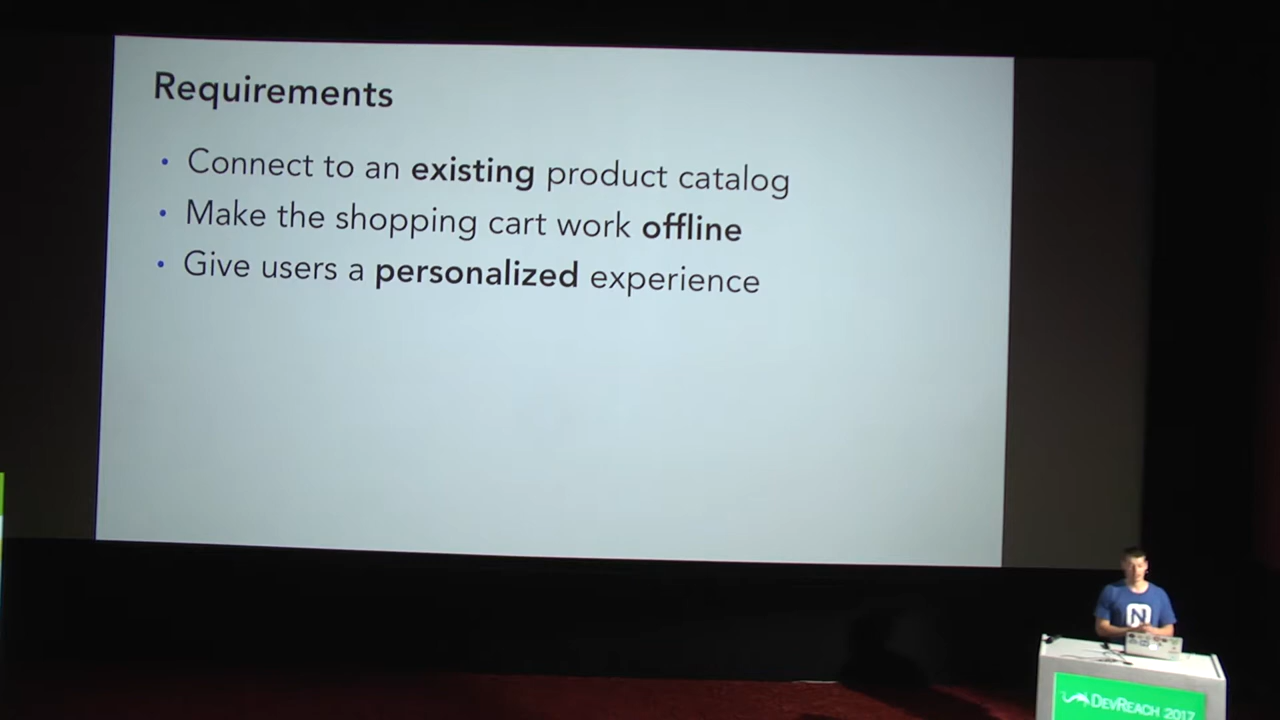 Requirements
• Connect to an existing product catalog
• Make the shopping cart work offline
• Give users a personalized experience
N
DEVREACH 2017